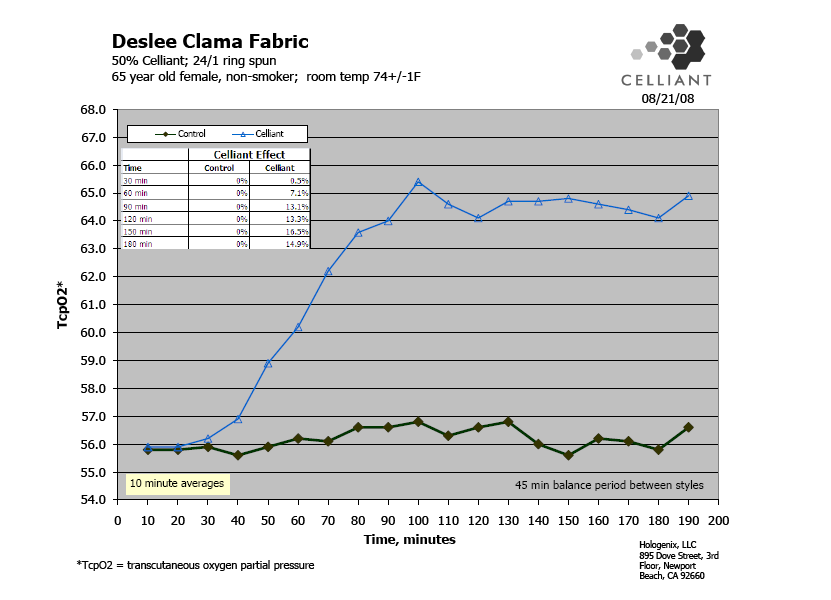 Deslee Clama Fabric
50% Celliant; 24/1 ring spun
65 year old female, non-smoker;  room temp 74+/-1F
CELLIANT
08/21/08
68.0
67.0
66.0
65.0
64.0
63.0
62.0
61.0
60.0
59.0
58.0
57.0
56.0
55.0
54.0
TcpO2*
Control Celliant
Celliant Effect
Time Control Celliant
30 min 0% 0.5%
60 min 0% 7.1%
90 min 0% 13.1%
120 min 0% 13.3%
150 min 0% 16.5%
180 min 0% 14.9%
10 minute averages
45 min balance period between styles
0 10 20 30 40 50 60 70 80 90 100 110 120 130 140 150 160 170 180 190 200
Time, minutes
*TcpO2 = transcutaneous oxygen partial pressure
Hologenix, LLC
895 Dove Street, 3rd
Floor, Newport
Beach, CA 92660